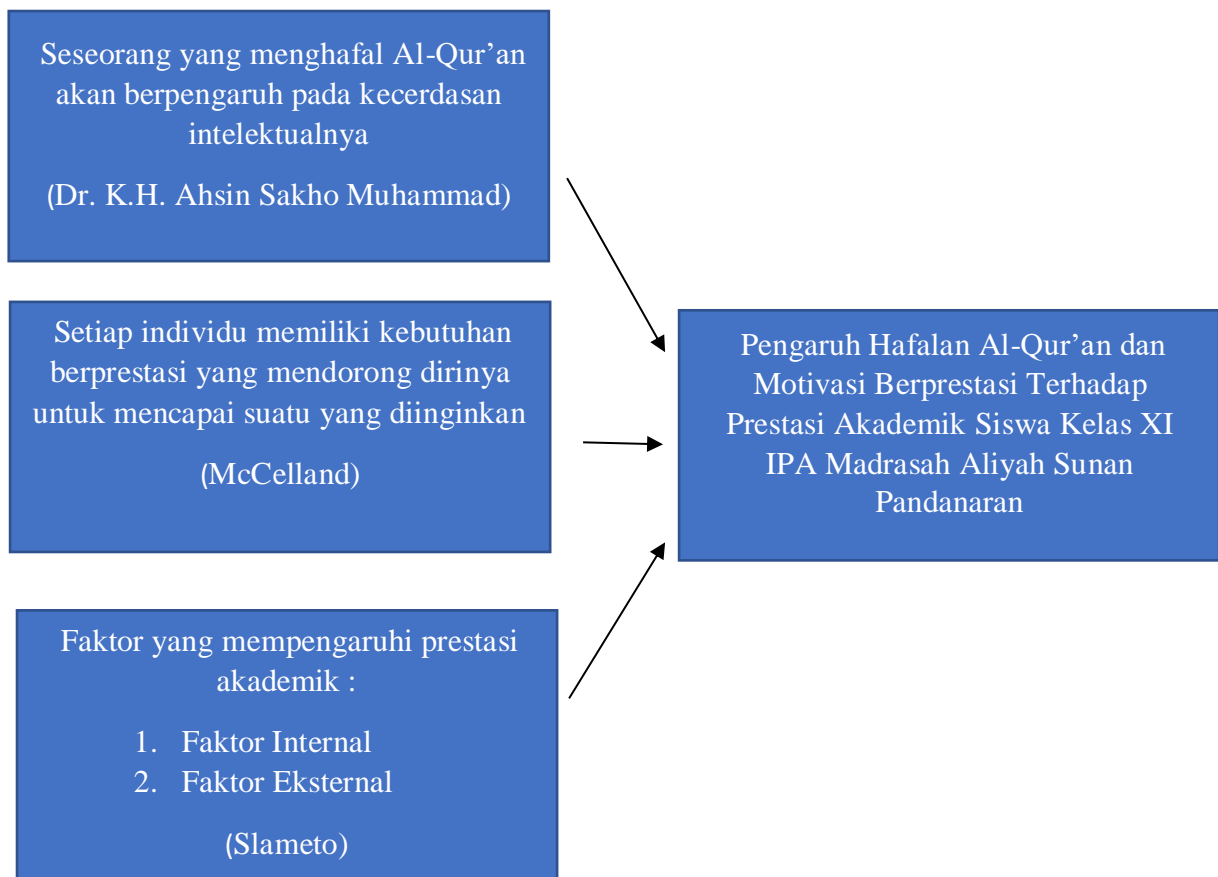 Seseorang yang menghafal Al-Qur’an
akan berpengaruh pada kecerdasan
intelektualnya
(Dr. K.H. Ahsin Sakho Muhammad)
Setiap individu memiliki kebutuhan
berprestasi yang mendorong dirinya
untuk mencapai suatu yang diinginkan
(McCelland)
Faktor yang mempengaruhi prestasi
akademik :
1. Faktor Internal
2. Faktor Eksternal
(Slameto)
Pengaruh Hafalan Al-Qur’an dan
Motivasi Berprestasi Terhadap
Prestasi Akademik Siswa Kelas XI
IPA Madrasah Aliyah Sunan
Pandanaran